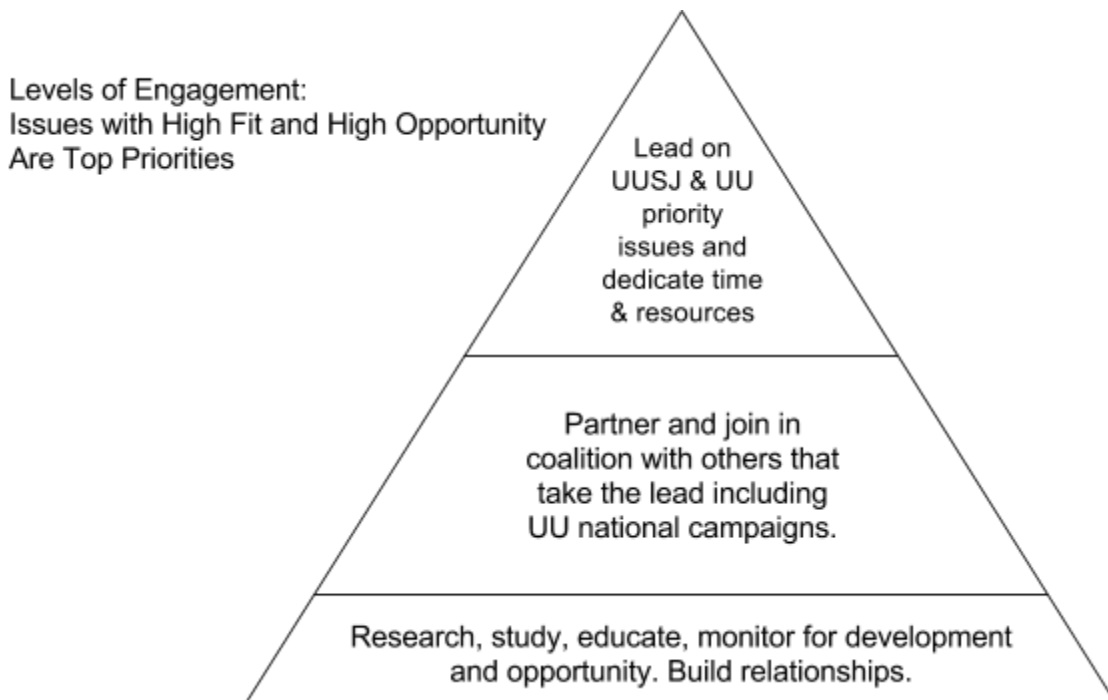 Levels of Engagement:
Issues with High Fit and High Opportunity
Are Top Priorities
Lead on
UUSJ & UU
priority
issues and
dedicate time
& resources
Partner and join in
coalition with others that
take the lead including
UU national campaigns.
Research, study, educate, monitor for development
and opportunity. Build relationships.